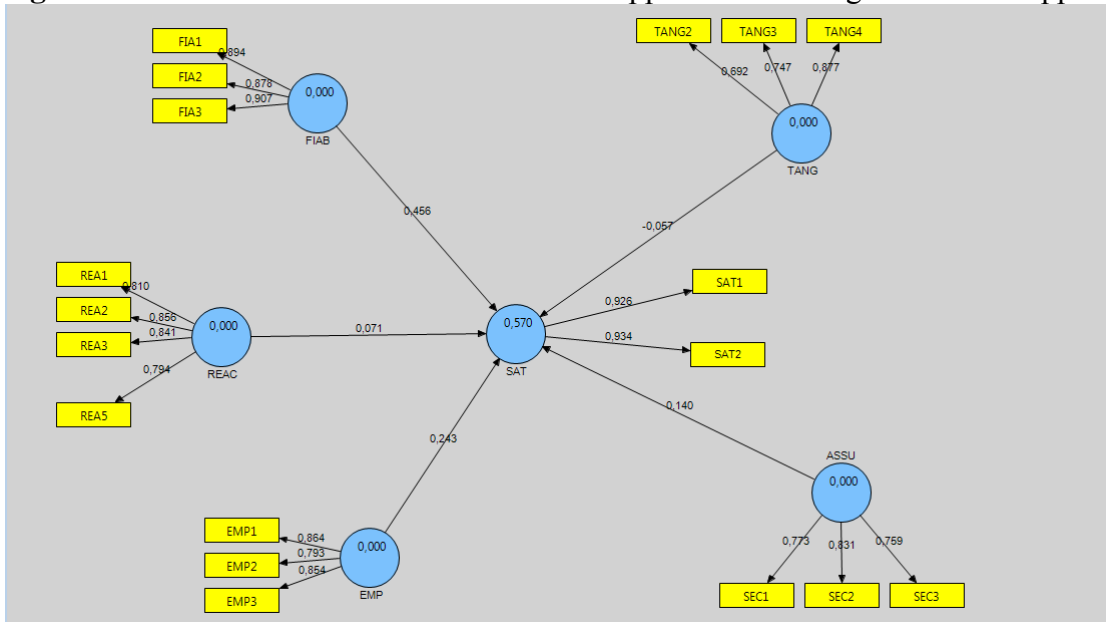 FIA1
0,894
FIA2
0,878
FIA3
0,907
0,000
FIAB
TANG2
TANG3
TANG4
0,692
0,747
0,877
0,000
TANG
0,456
-0,057
REA1
0,810
REA2
0,856
REA3
0,841
0,794
REA5
0,000
REAC
0,071
0,570
SAT
0,926
SAT1
0,934
SAT2
0,243
0,140
EMP1
0,864
EMP2
0,793
EMP3
0,854
0,000
EMP
ASSU
0,000
0,773
0,831
0,759
SEC1
SEC2
SEC3